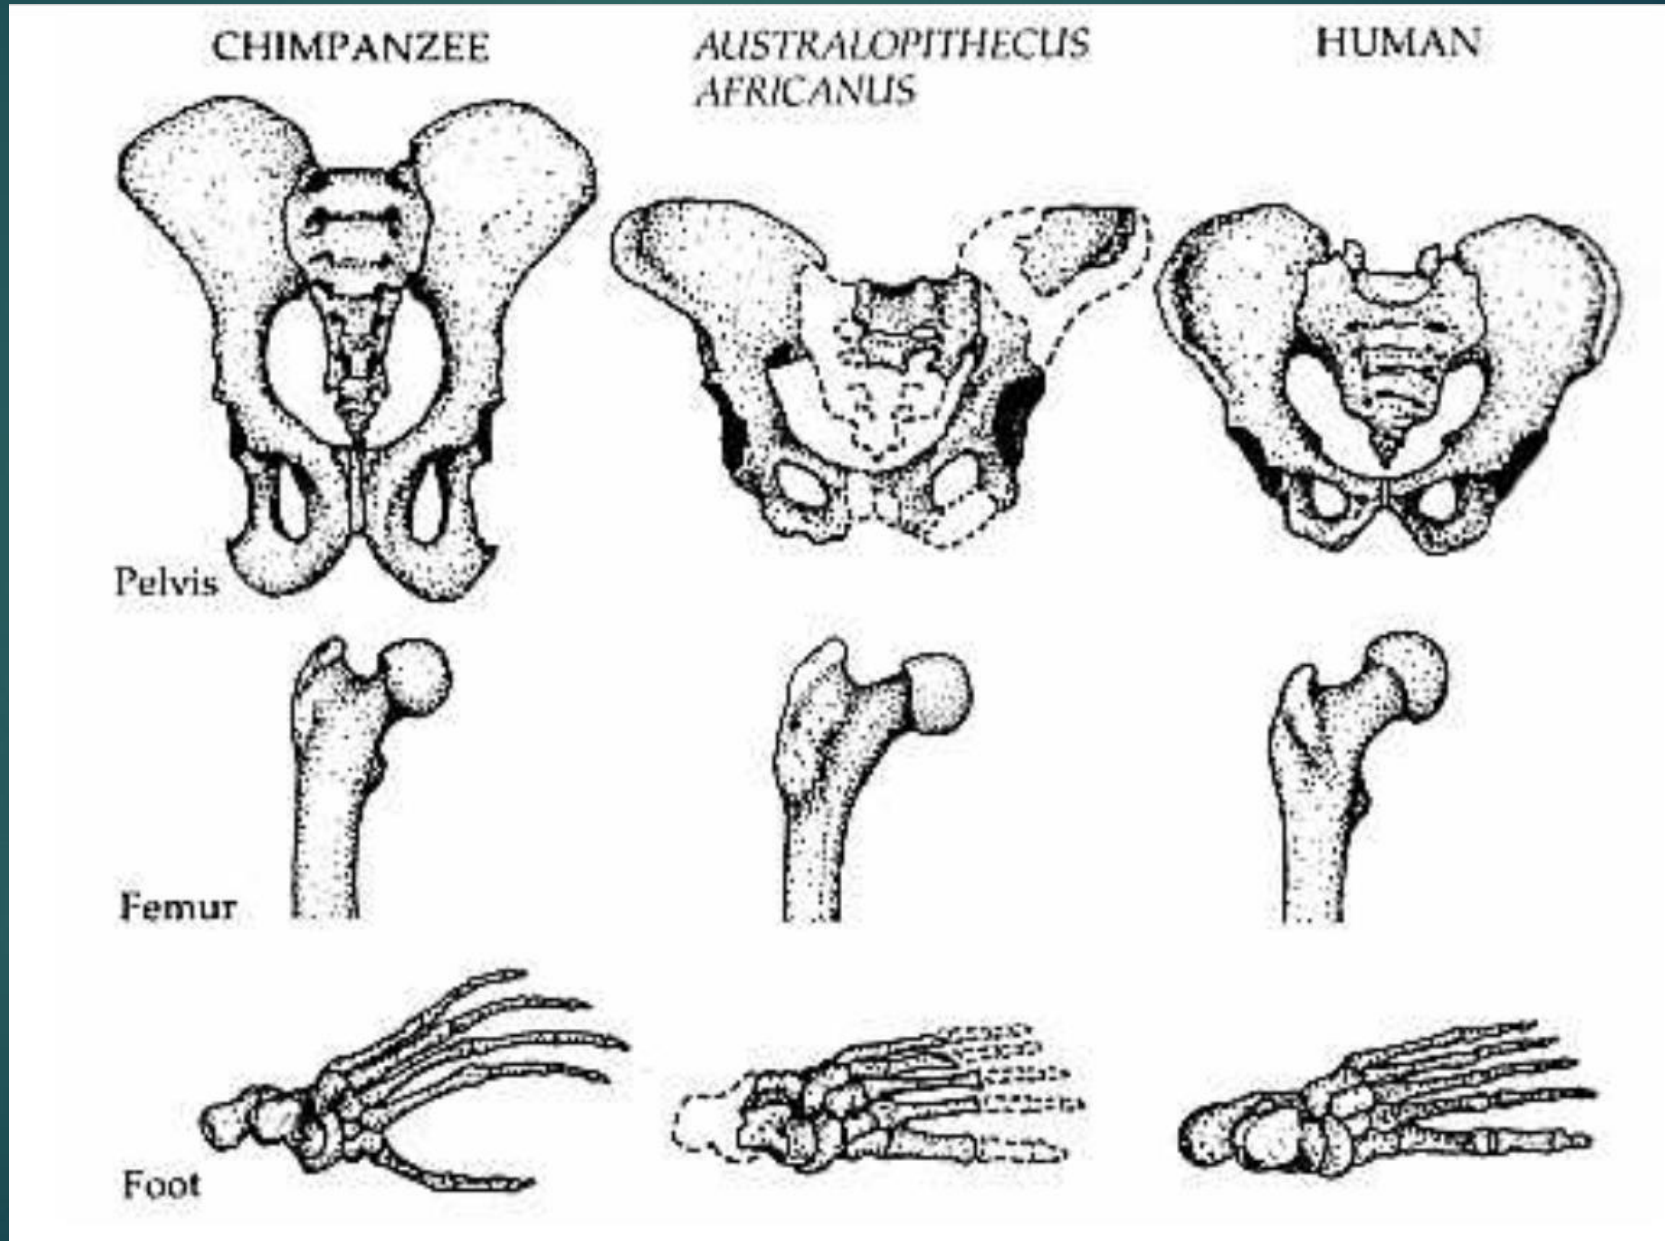 CHIMPANZEE
AUSTRALOPITHECUS
AFRICANUS
HUMAN
Pelvis
Femur
Foot